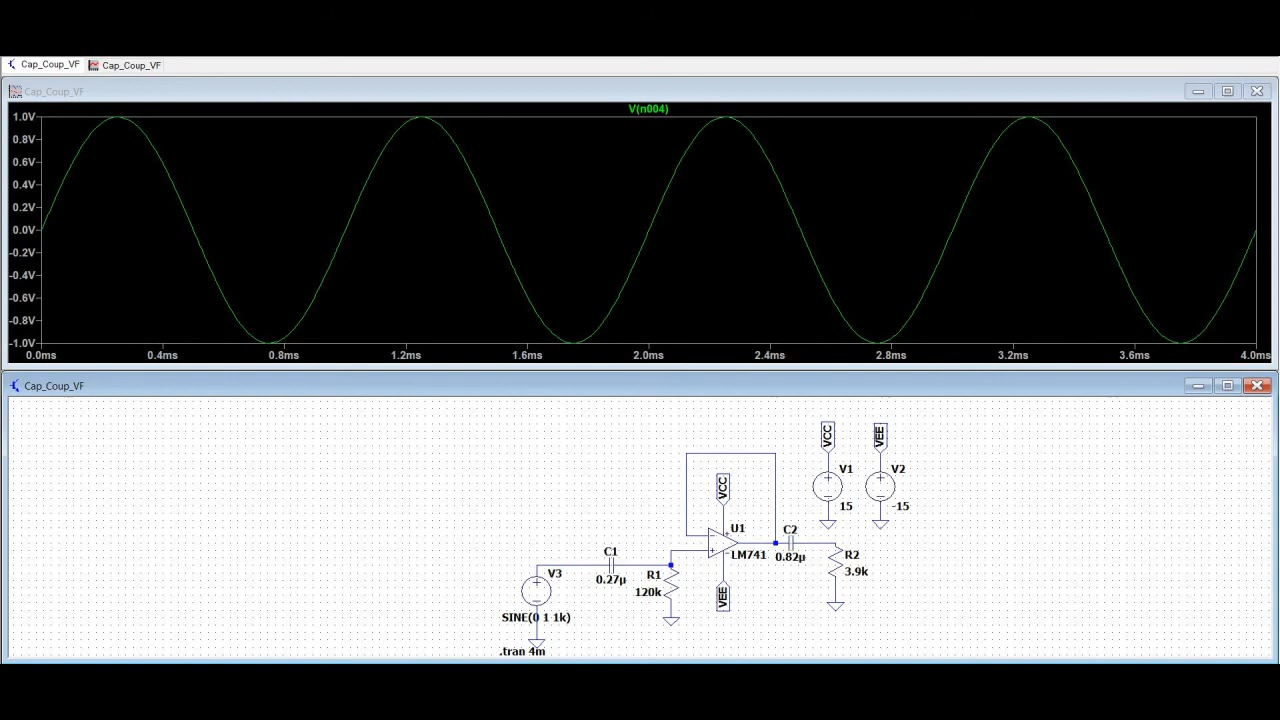 Cap_Coup_VF Cap_Coup_VF
Cap_Coup_VF
V(n004)
1.0V
0.8V
0.6V
0.4V
0.2V
0.0V
-0.2V
-0.4V
-0.6V
-0.8V
-1.0V
0.0ms 0.4ms 0.8ms 1.2ms 1.6ms 2.0ms 2.4ms 2.8ms 3.2ms 3.6ms 4.0ms
Cap_Coup_VF
VCC VEE
V1 V2
15 -15
VCC
U1
LM741
VEE
C2
0.82µ
R2
3.9k
C1
0.27µ
R1
120k
V3
SINE(0 1 1k)
.tran 4m